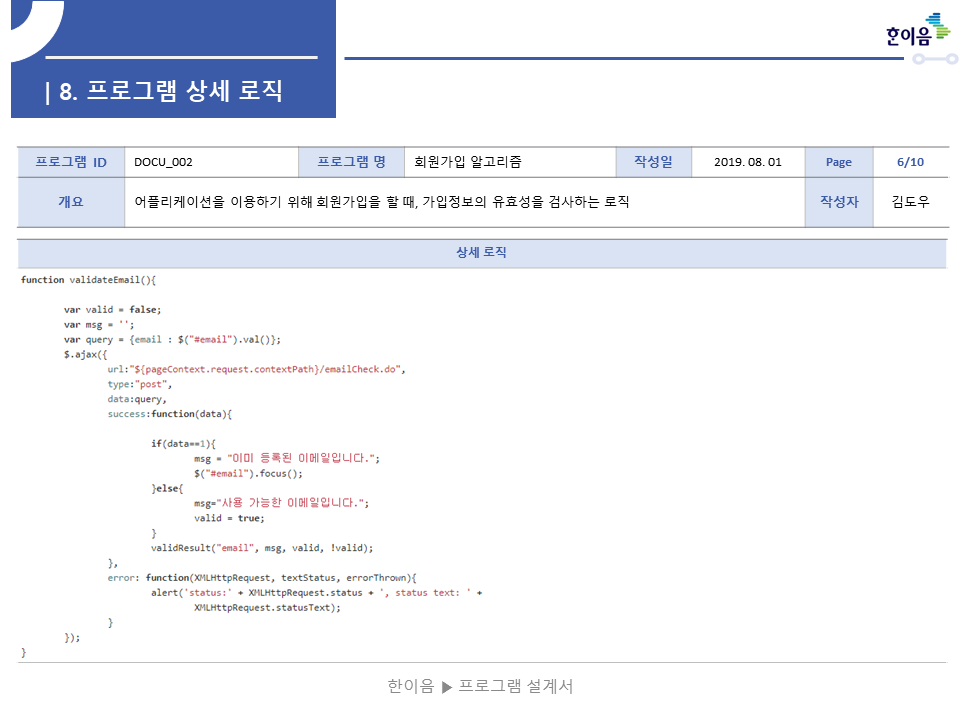 한이음
| 8. 프로그램 상세 로직
프로그램 ID DOCU_002 프로그램 명 회원가입 알고리즘 작성일 2019. 08. 01 Page 6/10
개요 어플리케이션을 이용하기 위해 회원가입을 할 때, 가입정보의 유효성을 검사하는 로직 작성자 김도우
상세 로직
function validateEmail(){
var valid = false;
var msg = '';
var query = {email : $("#email").val()};
$.ajax({
url:"${pageContext.request.contextPath}/emailCheck.do",
type:"post",
data:query,
success:function(data){
if(data==1){
msg = "이미 등록된 이메일입니다.";
$("#email").focus();
}else{
msg="사용 가능한 이메일입니다.";
valid = true;
}
validResult("email", msg, valid, !valid);
},
error: function(XMLHttpRequest, textStatus, errorThrown){
alert('status:' + XMLHttpRequest.status + ', status text: ' +
XMLHttpRequest.statusText);
}
});
}
한이음 ▶ 프로그램 설계서